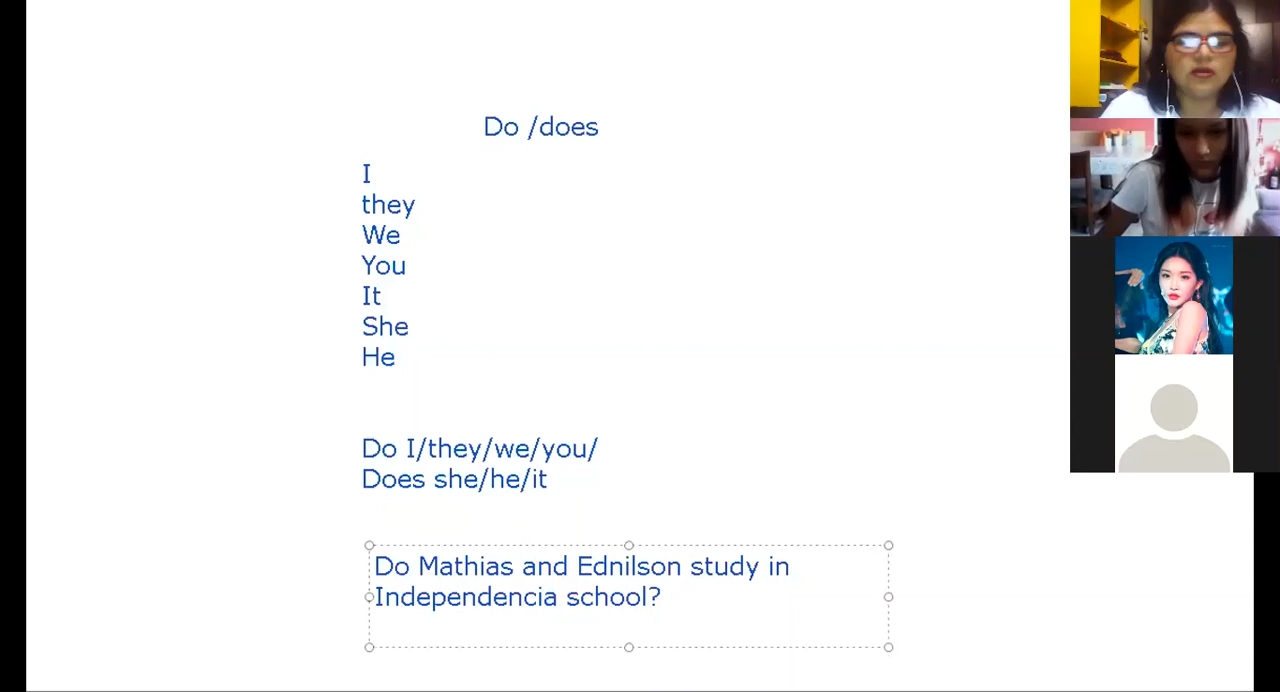 Do /does
I
they
We
You
It
She
He
Do I/they/we/you/
Does she/he/it
Do Mathias and Ednilson study in
Independencia school?